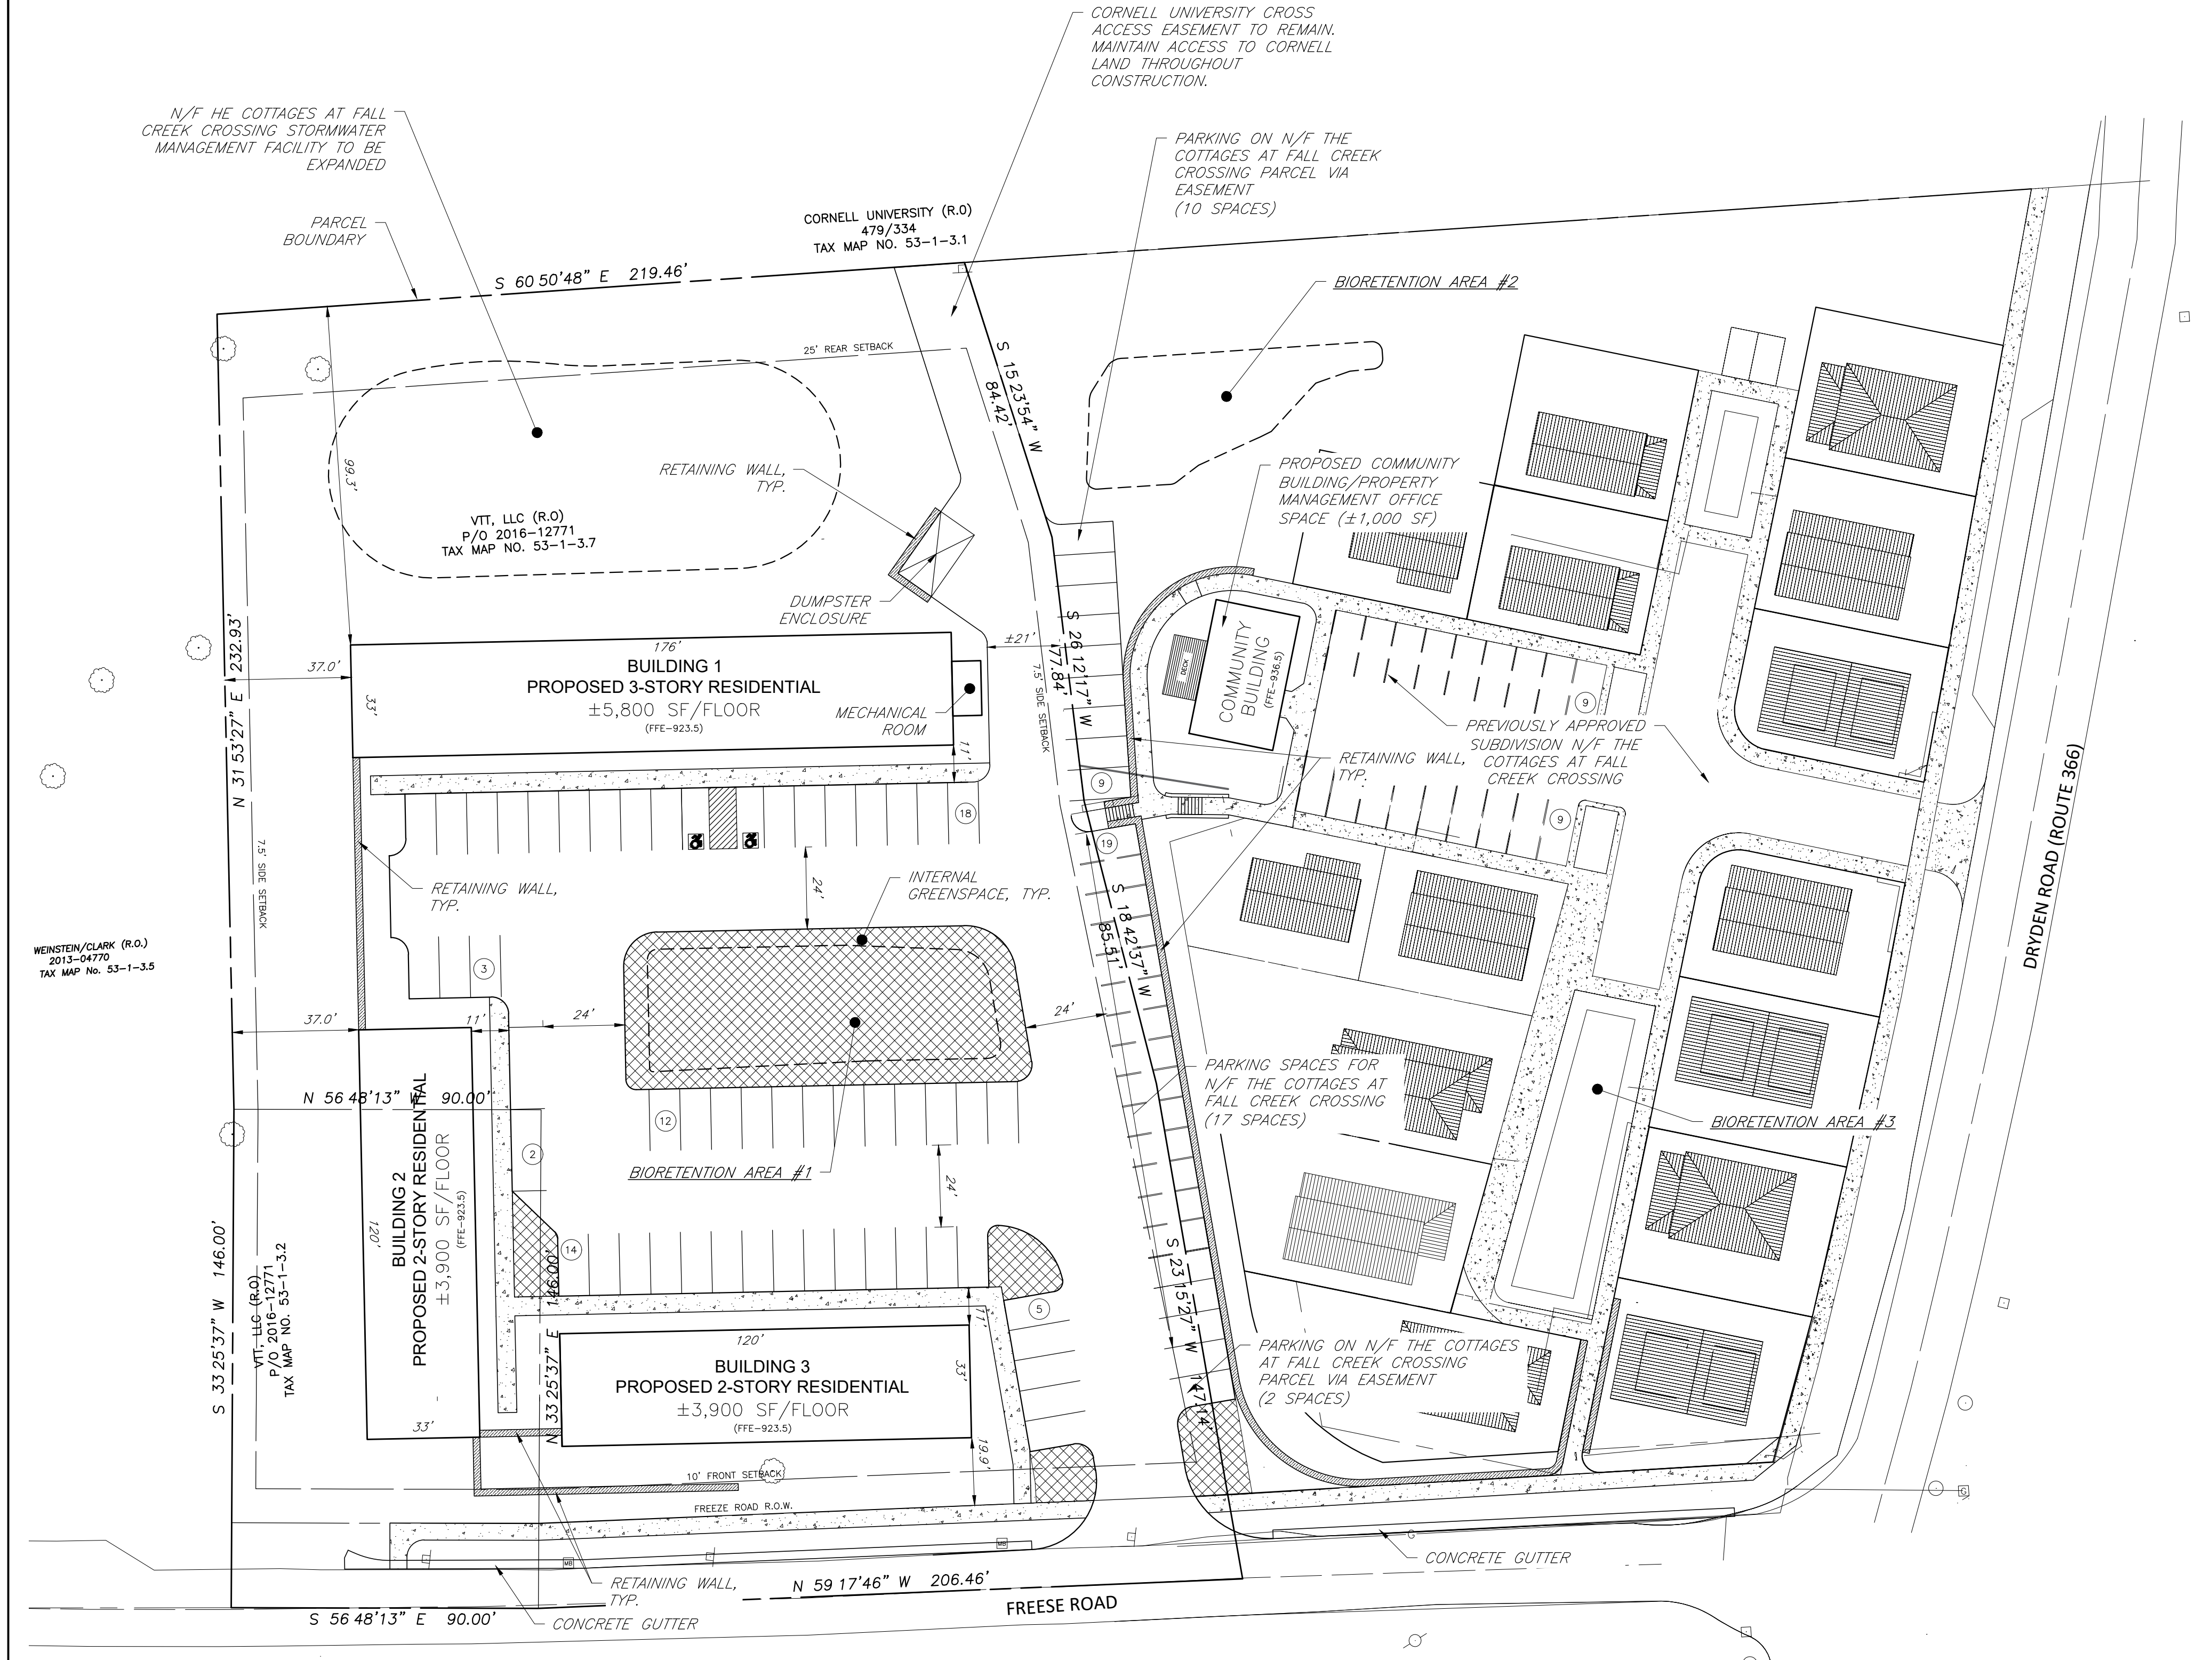 CORNELL UNIVERSITY CROSS
ACCESS EASEMENT TO REMAIN.
MAINTAIN ACCESS TO CORNELL
LAND THROUGHOUT
CONSTRUCTION.
N/F HE COTTAGES AT FALL
CREEK CROSSING STORMWATER
MANAGEMENT FACILITY TO BE
EXPANDED
PARKING ON N/F THE
COTTAGES AT FALL CREEK
CROSSING PARCEL VIA
EASEMENT
(10 SPACES)
PARCEL
BOUNDARY
CORNELL UNIVERSITY (R.O)
479/334
TAX MAP NO. 53-1-3.1
S 60 50'48" E 219.46'
BIORETENTION AREA #2
25' REAR SETBACK
S 15 23'54" W
84.42'
99.3'
RETAINING WALL,
TYP.
PROPOSED COMMUNITY
BUILDING/PROPERTY
MANAGEMENT OFFICE
SPACE (±1,000 SF)
VTT, LLC (R.O)
P/O 2016-12771
TAX MAP NO. 53-1-3.7
DUMPSTER
ENCLOSURE
N 31 53'27" E 232.93'
37.0'
176'
BUILDING 1
PROPOSED 3-STORY RESIDENTIAL
±5,800 SF/FLOOR
(FFE-923.5)
33'
MECHANICAL
ROOM
11'
±21'
7.5' SIDE SETBACK
S 26 12'17" W
77.84'
DECK
COMMUNITY
BUILDING
(FFE-936.5)
9
PREVIOUSLY APPROVED
SUBDIVISION N/F THE
COTTAGES AT FALL
CREEK CROSSING
RETAINING WALL,
TYP.
DRYDEN ROAD (ROUTE 366)
9
18
9
19
7.5' SIDE SETBACK
RETAINING WALL,
TYP.
24'
INTERNAL
GREENSPACE, TYP.
S 18 42'37" W
85.51'
WEINSTEIN/CLARK (R.O.)
2013-04770
TAX MAP No. 53-1-3.5
3
37.0'
11'
24'
24'
PARKING SPACES FOR
N/F THE COTTAGES AT
FALL CREEK CROSSING
(17 SPACES)
N 56 48'13" W 90.00'
12
BIORETENTION AREA #3
2
BIORETENTION AREA #1
24'
BUILDING 2
PROPOSED 2-STORY RESIDENTIAL
±3,900 SF/FLOOR
(FFE-923.5)
120'
33'
S 33 25'37" W 146.00'
VTT, LLC (R.O)
P/O 2016-12771
TAX MAP NO. 53-1-3.2
14
N 33 25'37" E 146.00'
5
11'
S 23 15'27" W 147.14'
120'
BUILDING 3
PROPOSED 2-STORY RESIDENTIAL
±3,900 SF/FLOOR
(FFE-923.5)
33'
PARKING ON N/F THE COTTAGES
AT FALL CREEK CROSSING
PARCEL VIA EASEMENT
(2 SPACES)
19.9'
10' FRONT SETBACK
FREEZE ROAD R.O.W.
G
G
MB
MB
CONCRETE GUTTER
RETAINING WALL,
TYP.
N 59 17'46" W 206.46'
FREESE ROAD
S 56 48'13" E 90.00'
CONCRETE GUTTER